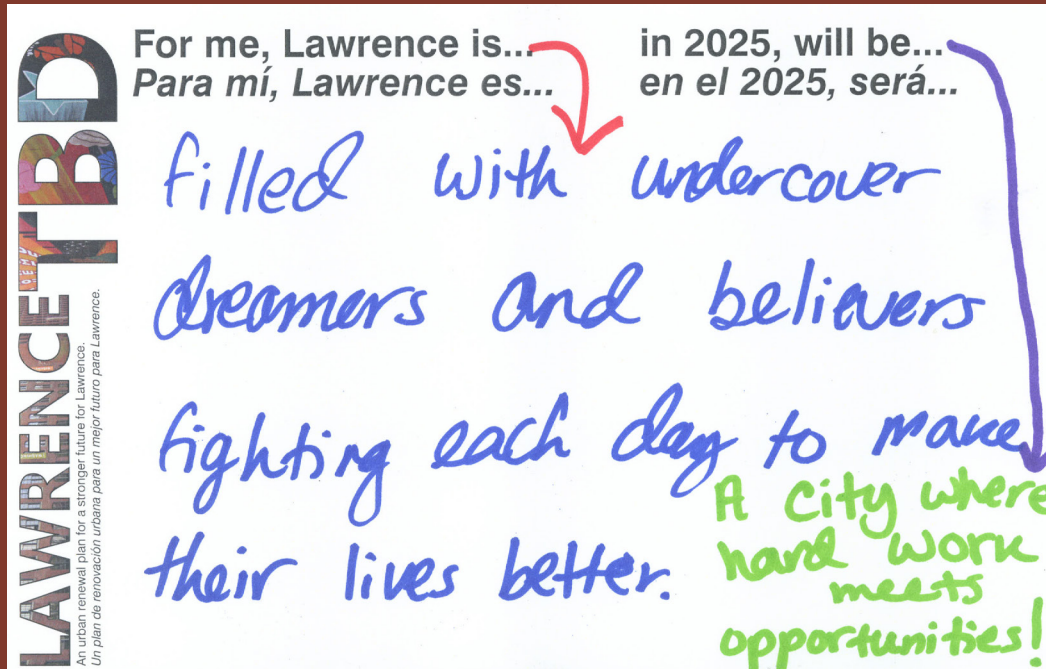 For me, Lawrence is...
Para mí, Lawrence es...
in 2025, will be...
en el 2025, será...
filled with undercover
dreamers and believers
fighting each day to make
their lives better.
A city where
hard work
meets
opportunities!
LAWRENCETBD
An urban renewal plan for a stronger future for Lawrence.
Un plan de renovación urbana para un mejor futuro para Lawrence.